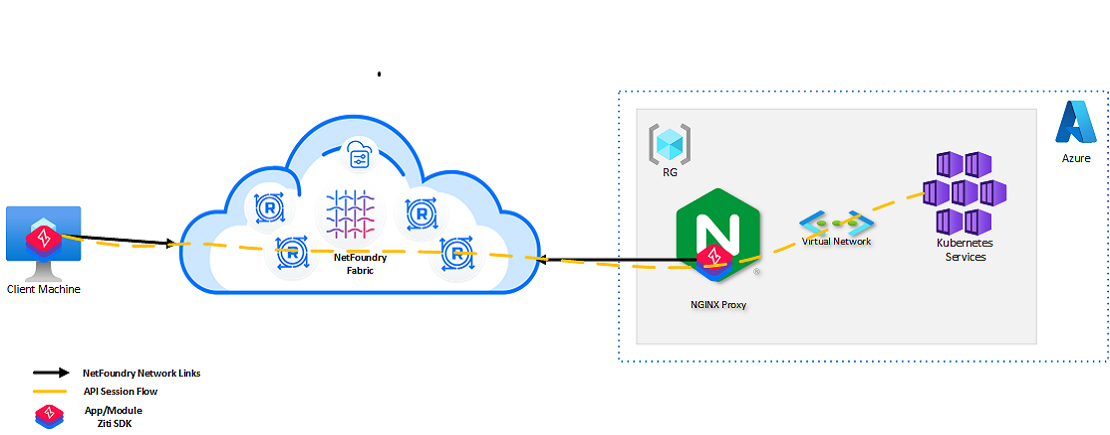 Azure
RG
R
R
R
R
NetFoundry
Fabric
N
®
Virtual Network
Kubernetes
Services
Client Machine
NGINX Proxy
NetFoundry Network Links
API Session Flow
App/Module
Ziti SDK